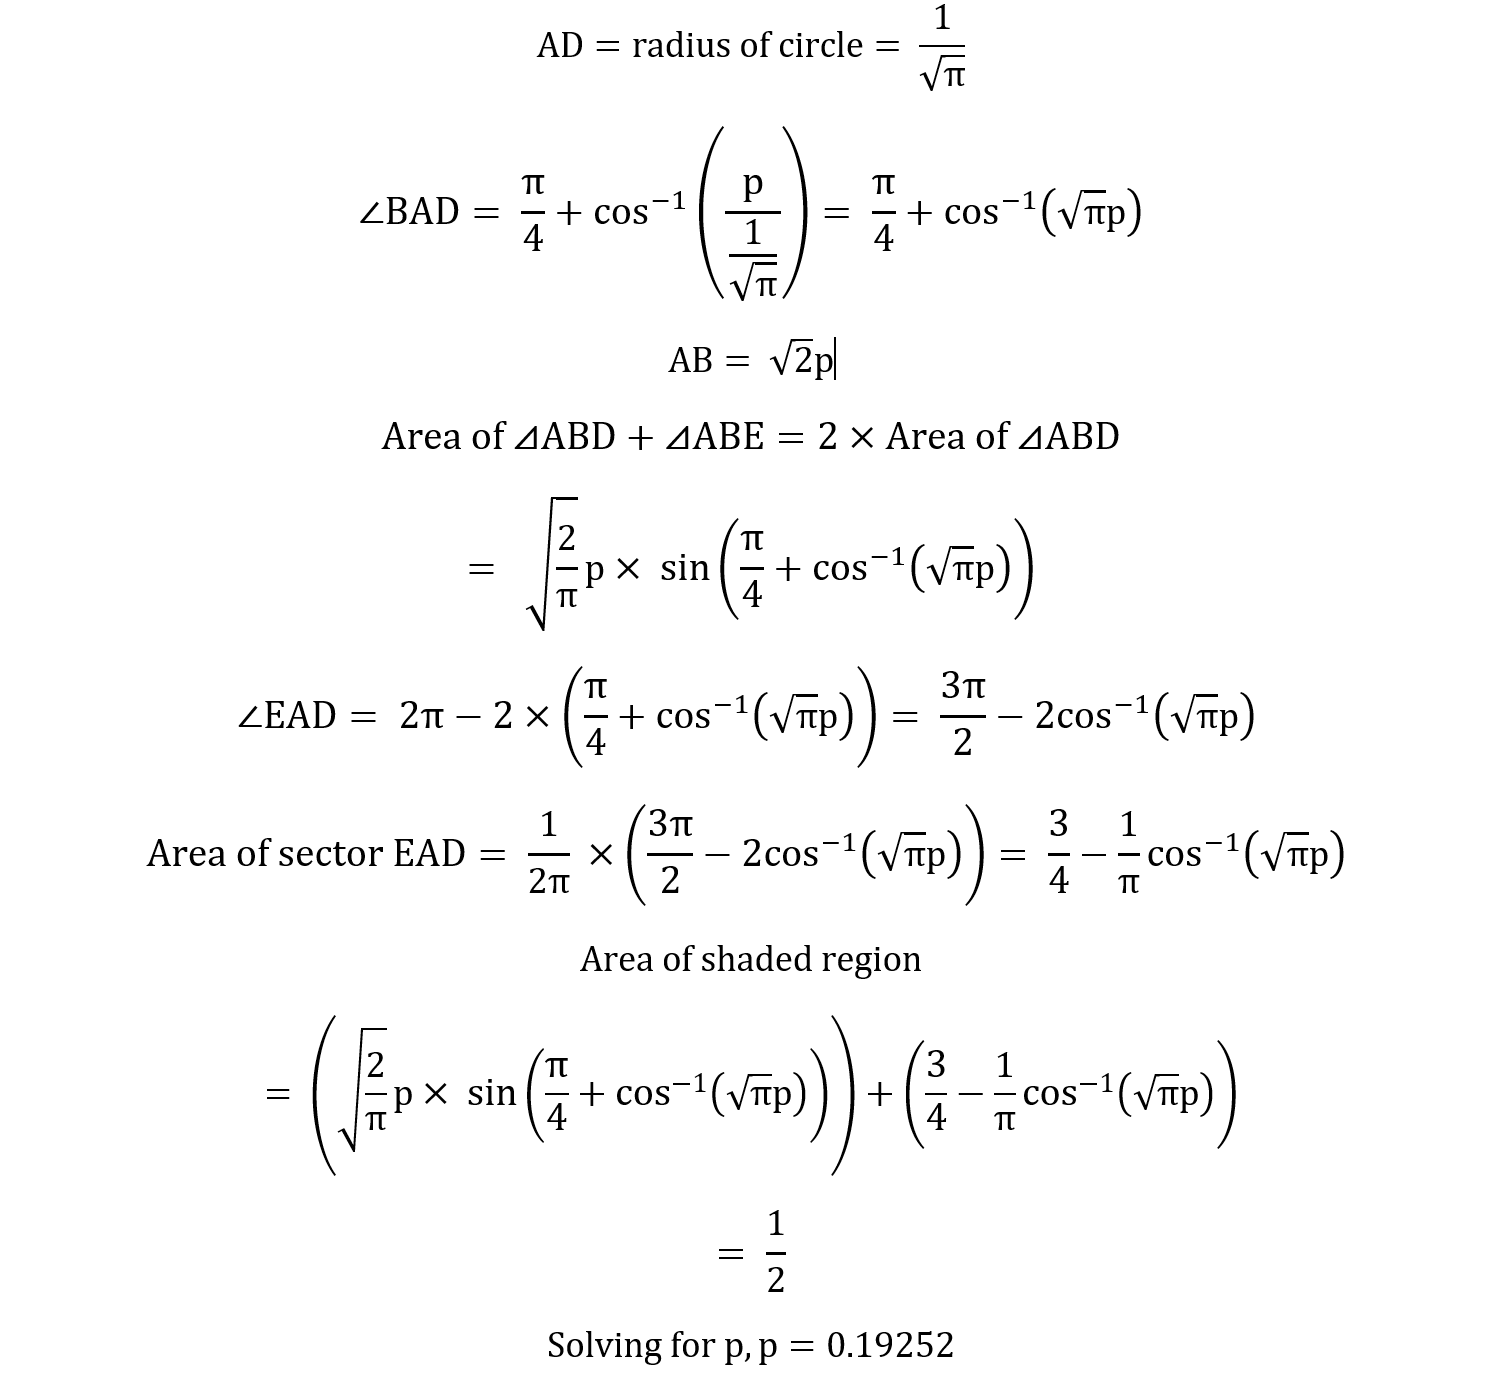 AD = radius of circle = 1/√π
∠BAD = π/4 + cos⁻¹(p/(1/√π)) = π/4 + cos⁻¹(√πp)
AB = √2p
Area of ⊿ABD + ⊿ABE = 2 × Area of ⊿ABD
= √(2/π)p × sin(π/4 + cos⁻¹(√πp))
∠EAD = 2π − 2 × (π/4 + cos⁻¹(√πp)) = 3π/2 − 2cos⁻¹(√πp)
Area of sector EAD = 1/2π × (3π/2 − 2cos⁻¹(√πp)) = 3/4 − 1/π cos⁻¹(√πp)
Area of shaded region
= (√(2/π)p × sin(π/4 + cos⁻¹(√πp))) + (3/4 − 1/π cos⁻¹(√πp))
= 1/2
Solving for p, p = 0.19252